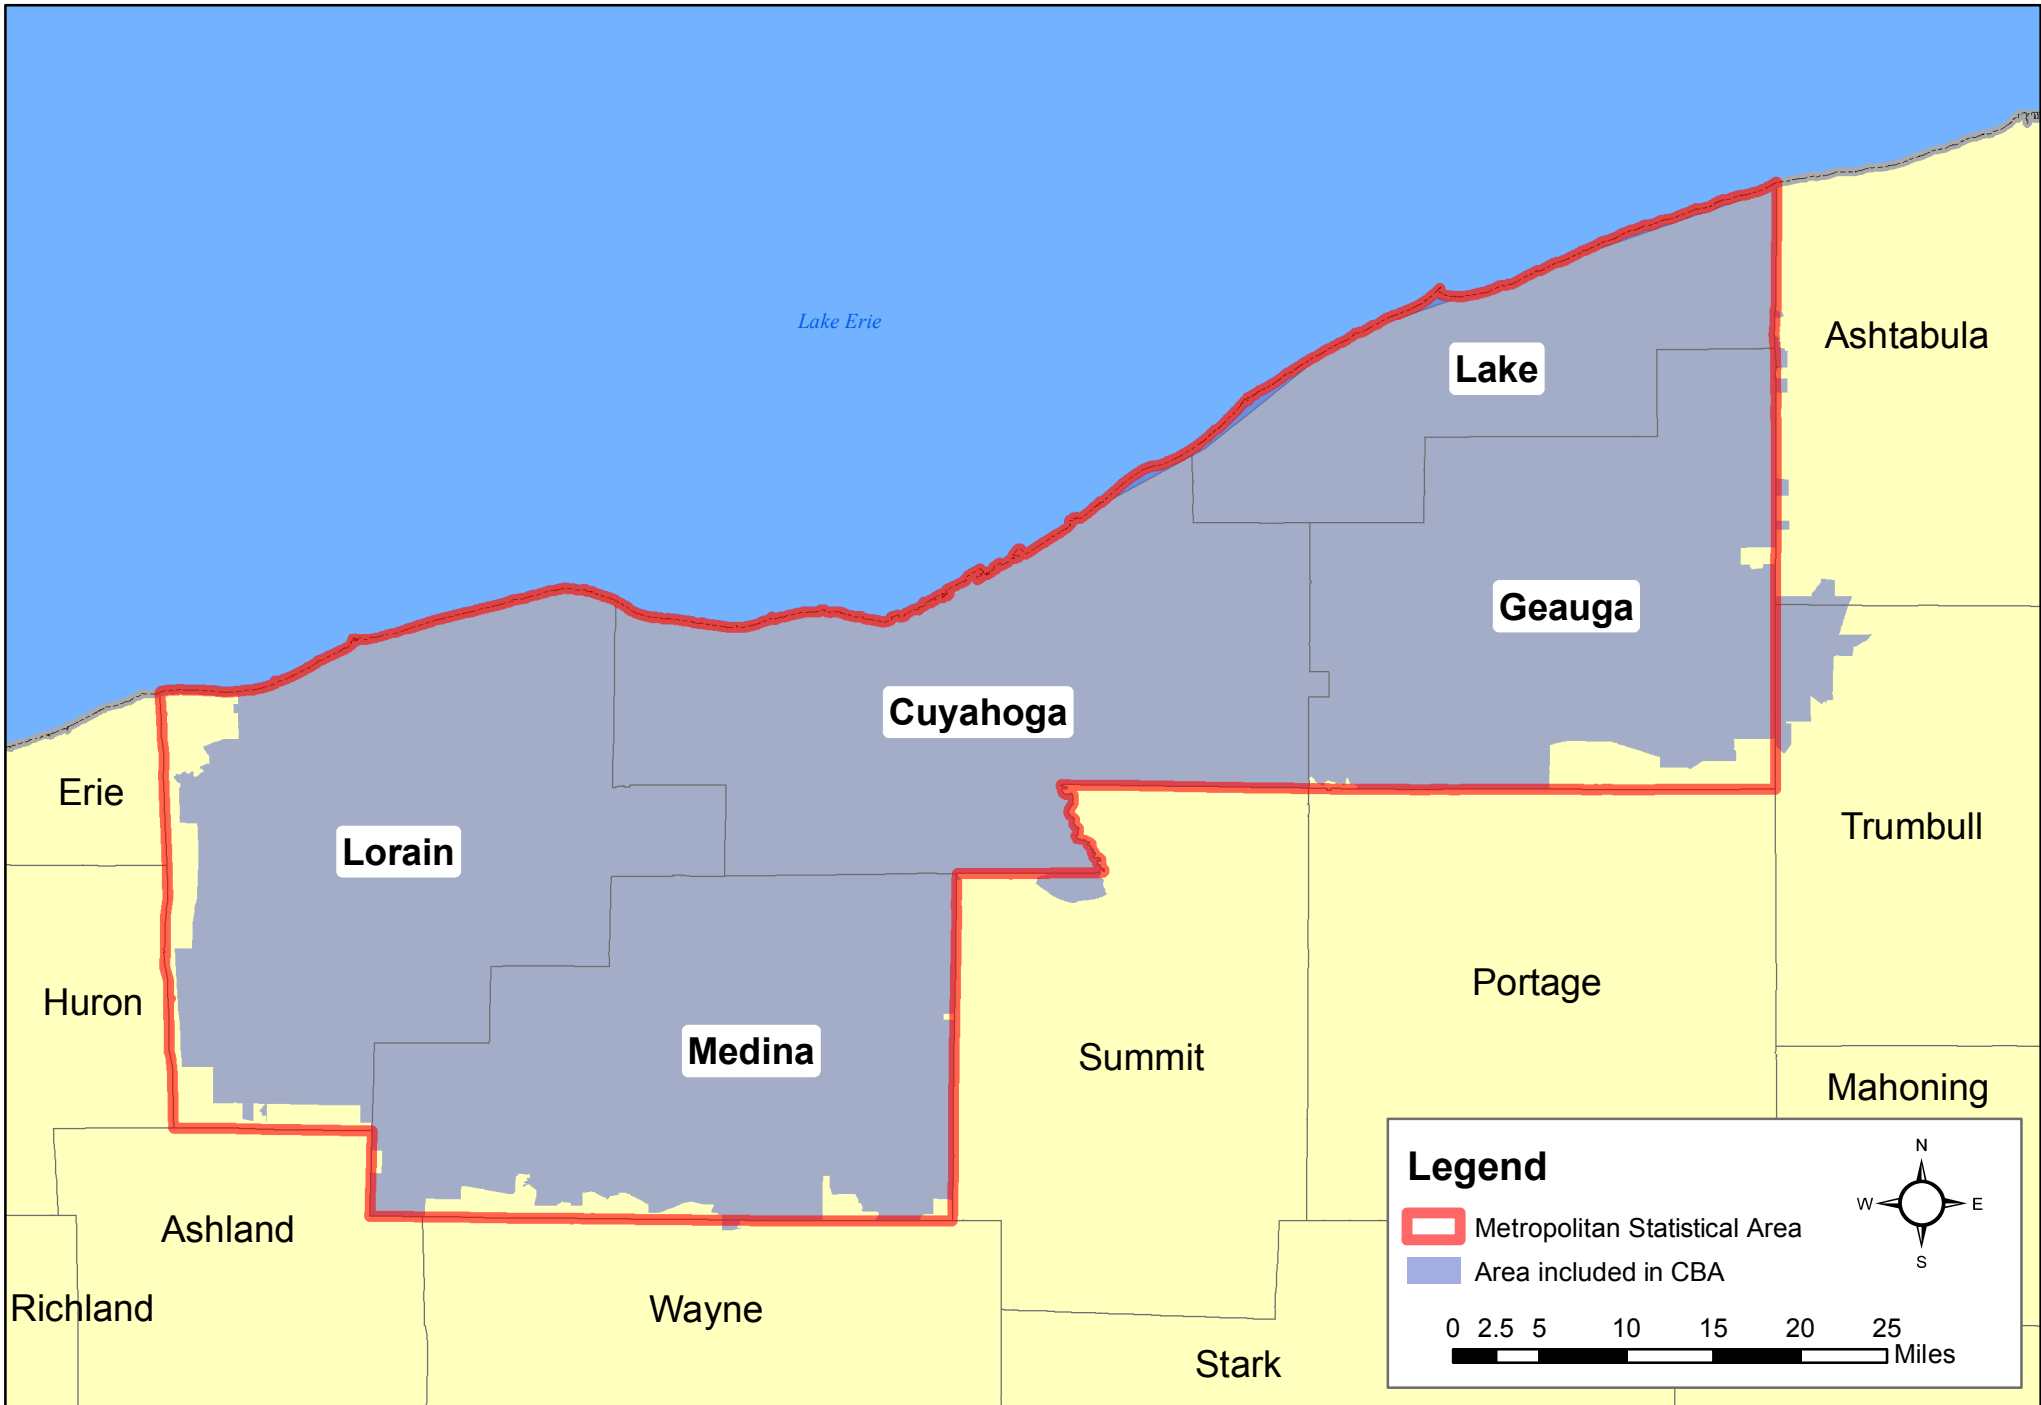 Lake Erie
Ashtabula
Lake
Geauga
Cuyahoga
Erie
Trumbull
Lorain
Portage
Huron
Medina
Summit
Mahoning
Ashland
Richland
Wayne
Stark
Legend
N
W
E
S
Metropolitan Statistical Area
Area included in CBA
0 2.5 5 10 15 20 25
Miles